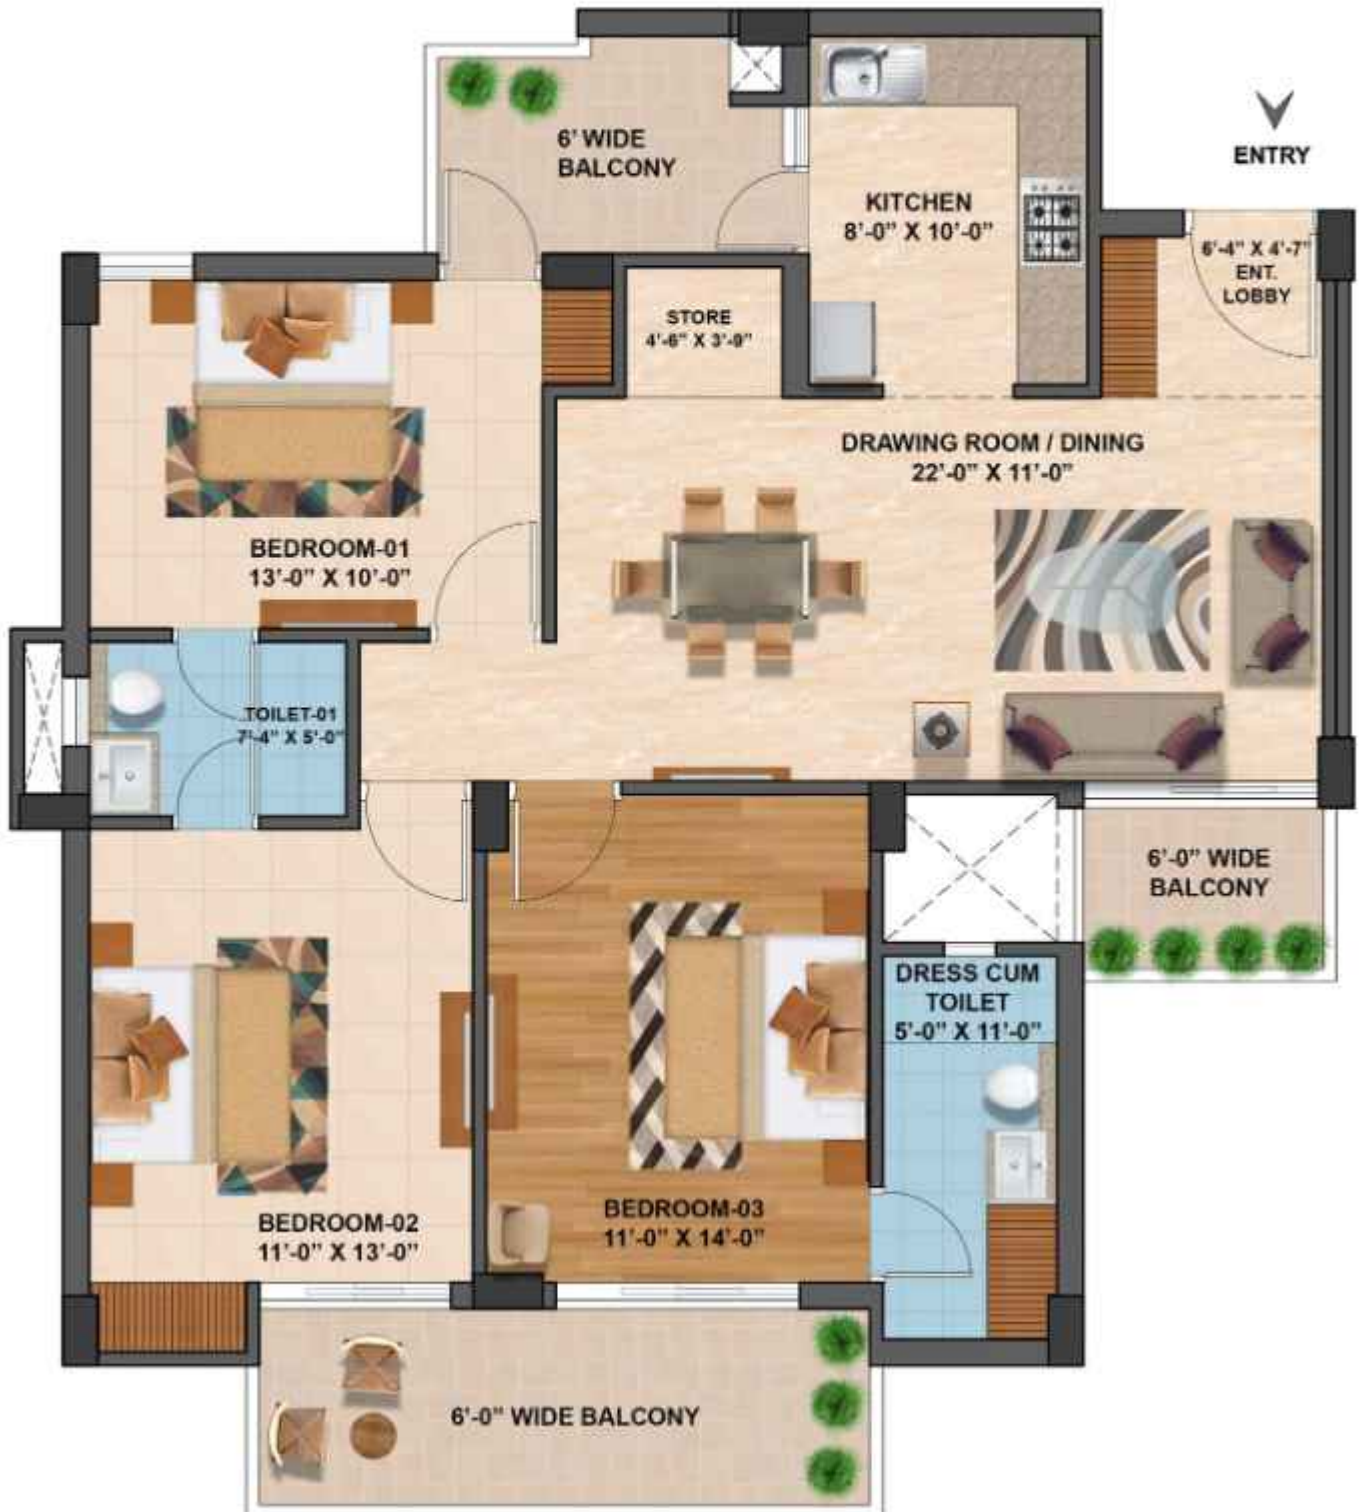 6' WIDE
BALCONY
ENTRY
KITCHEN
8'-0" X 10'-0"
6'-4" X 4'-7"
ENT.
LOBBY
STORE
4'-6" X 3'-9"
DRAWING ROOM / DINING
22'-0" X 11'-0"
BEDROOM-01
13'-0" X 10'-0"
TOILET-01
7'-4" X 5'-0"
6'-0" WIDE
BALCONY
DRESS CUM
TOILET
5'-0" X 11'-0"
BEDROOM-02
11'-0" X 13'-0"
BEDROOM-03
11'-0" X 14'-0"
6'-0" WIDE BALCONY